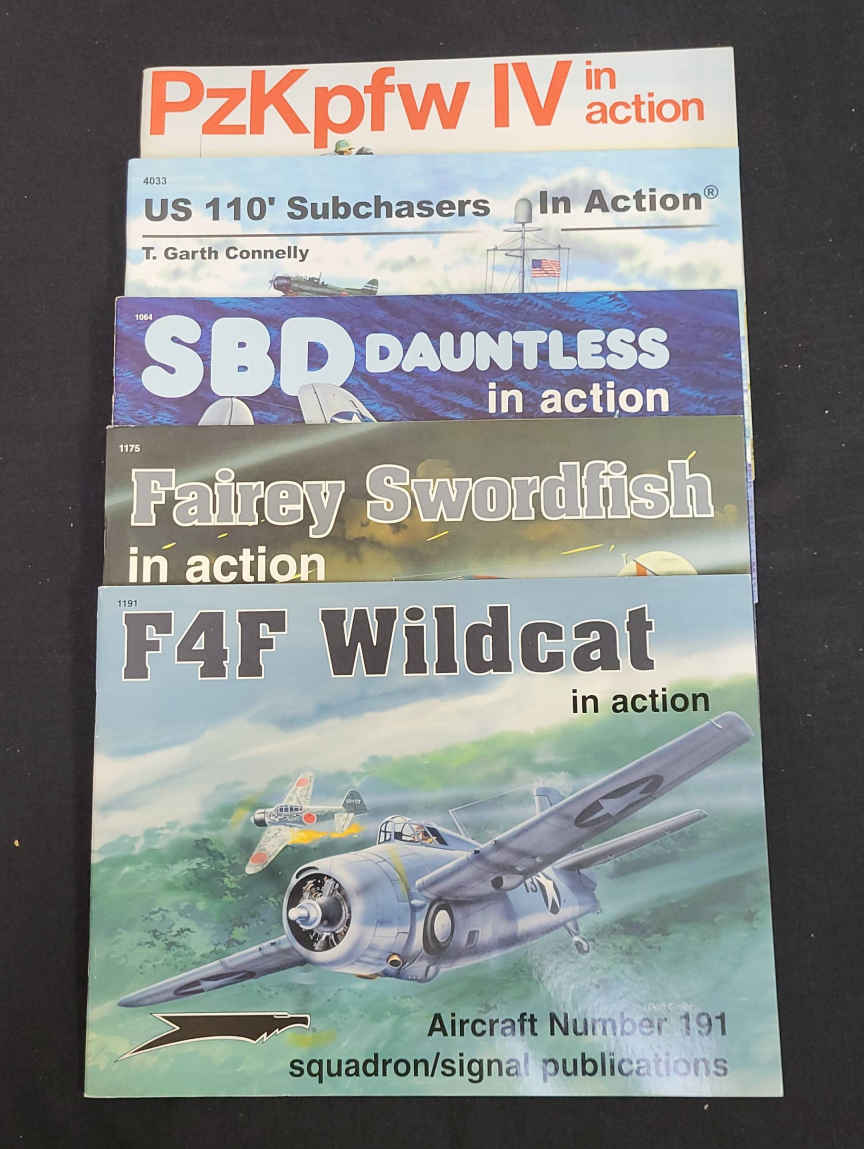 PzKpfw IV in action
4033
US 110' Subchasers In Action®
T. Garth Connelly
1064
SBD DAUNTLESS
in action
1175
Fairey Swordfish
in action
1191
F4F Wildcat
in action
13
Aircraft Number 191
squadron/signal publications